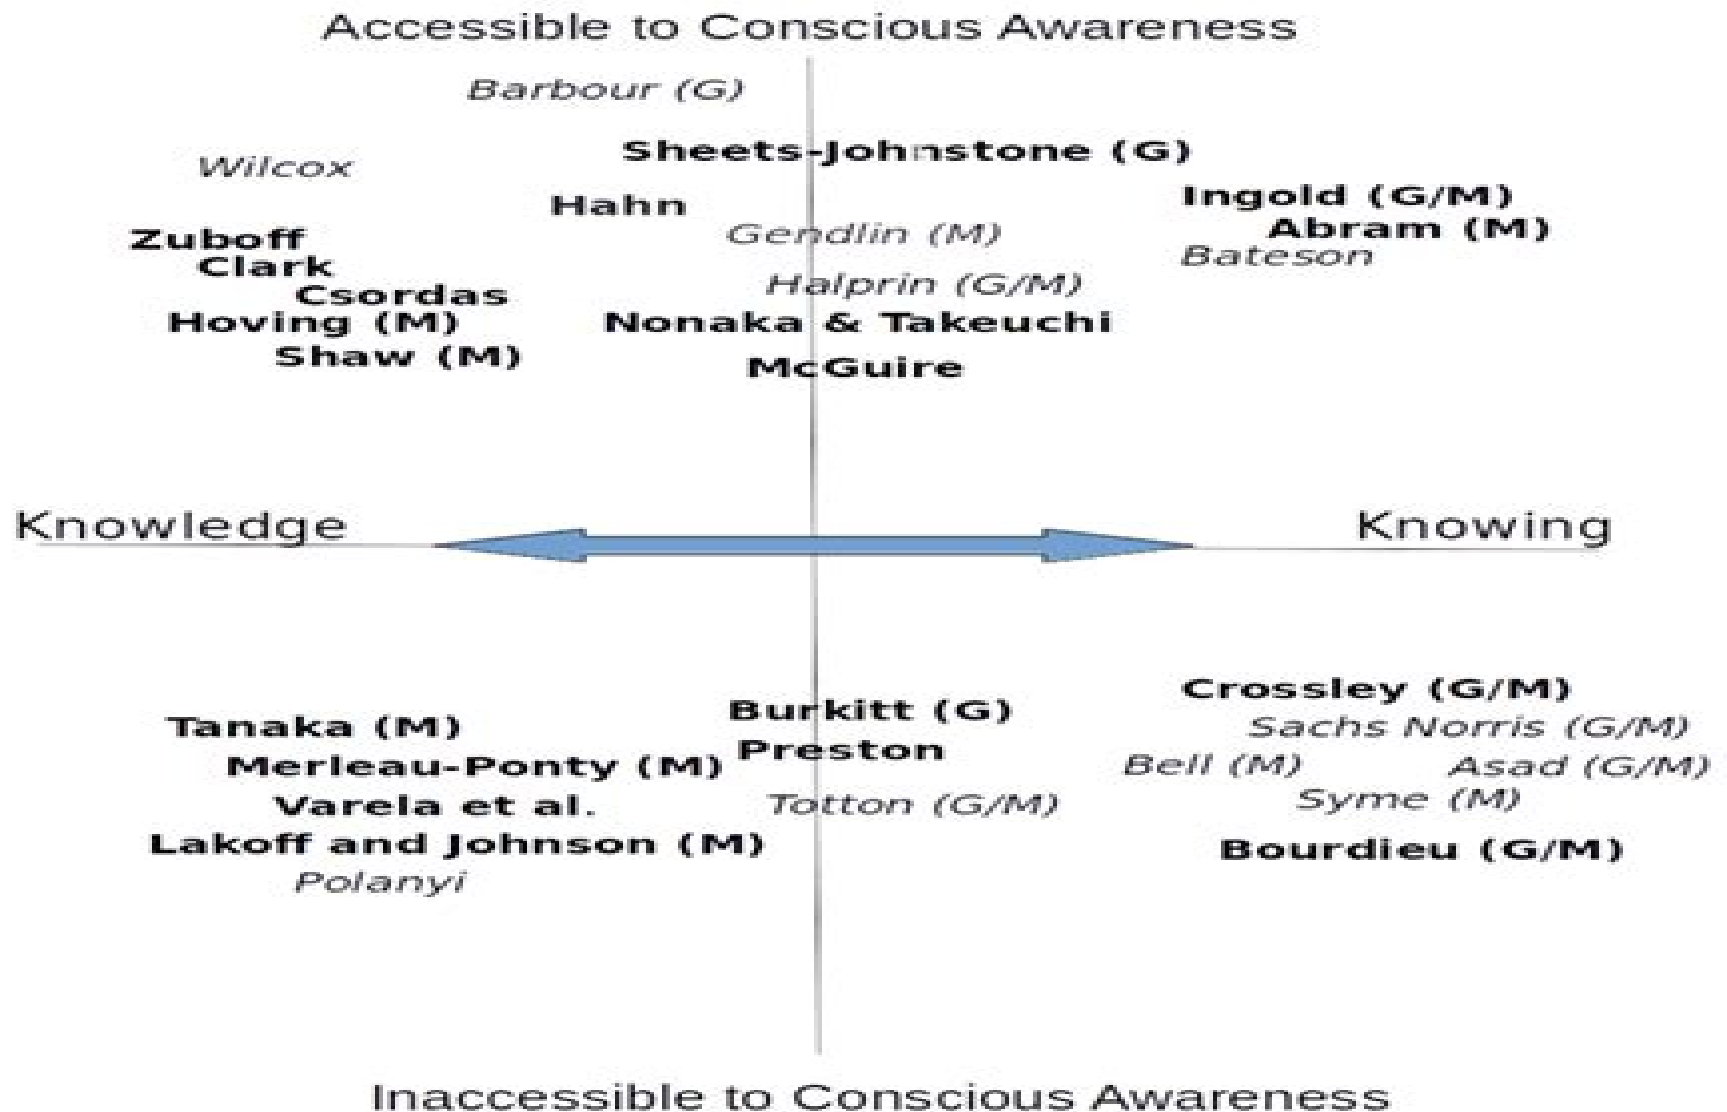 Accessible to Conscious Awareness
Barbour (G)
Sheets-Johnstone (G)
Wilcox
Ingold (G/M)
Hahn
Abram (M)
Gendlin (M)
Zuboff
Bateson
Clark
Halprin (G/M)
Csordas
Hoving (M)
Nonaka & Takeuchi
Shaw (M)
McGuire
Knowledge
Knowing
Crossley (G/M)
Burkitt (G)
Tanaka (M)
Sachs Norris (G/M)
Preston
Merleau-Ponty (M)
Bell (M)
Asad (G/M)
Syme (M)
Varela et al.
Totton (G/M)
Lakoff and Johnson (M)
Bourdieu (G/M)
Polanyi
Inaccessible to Conscious Awareness